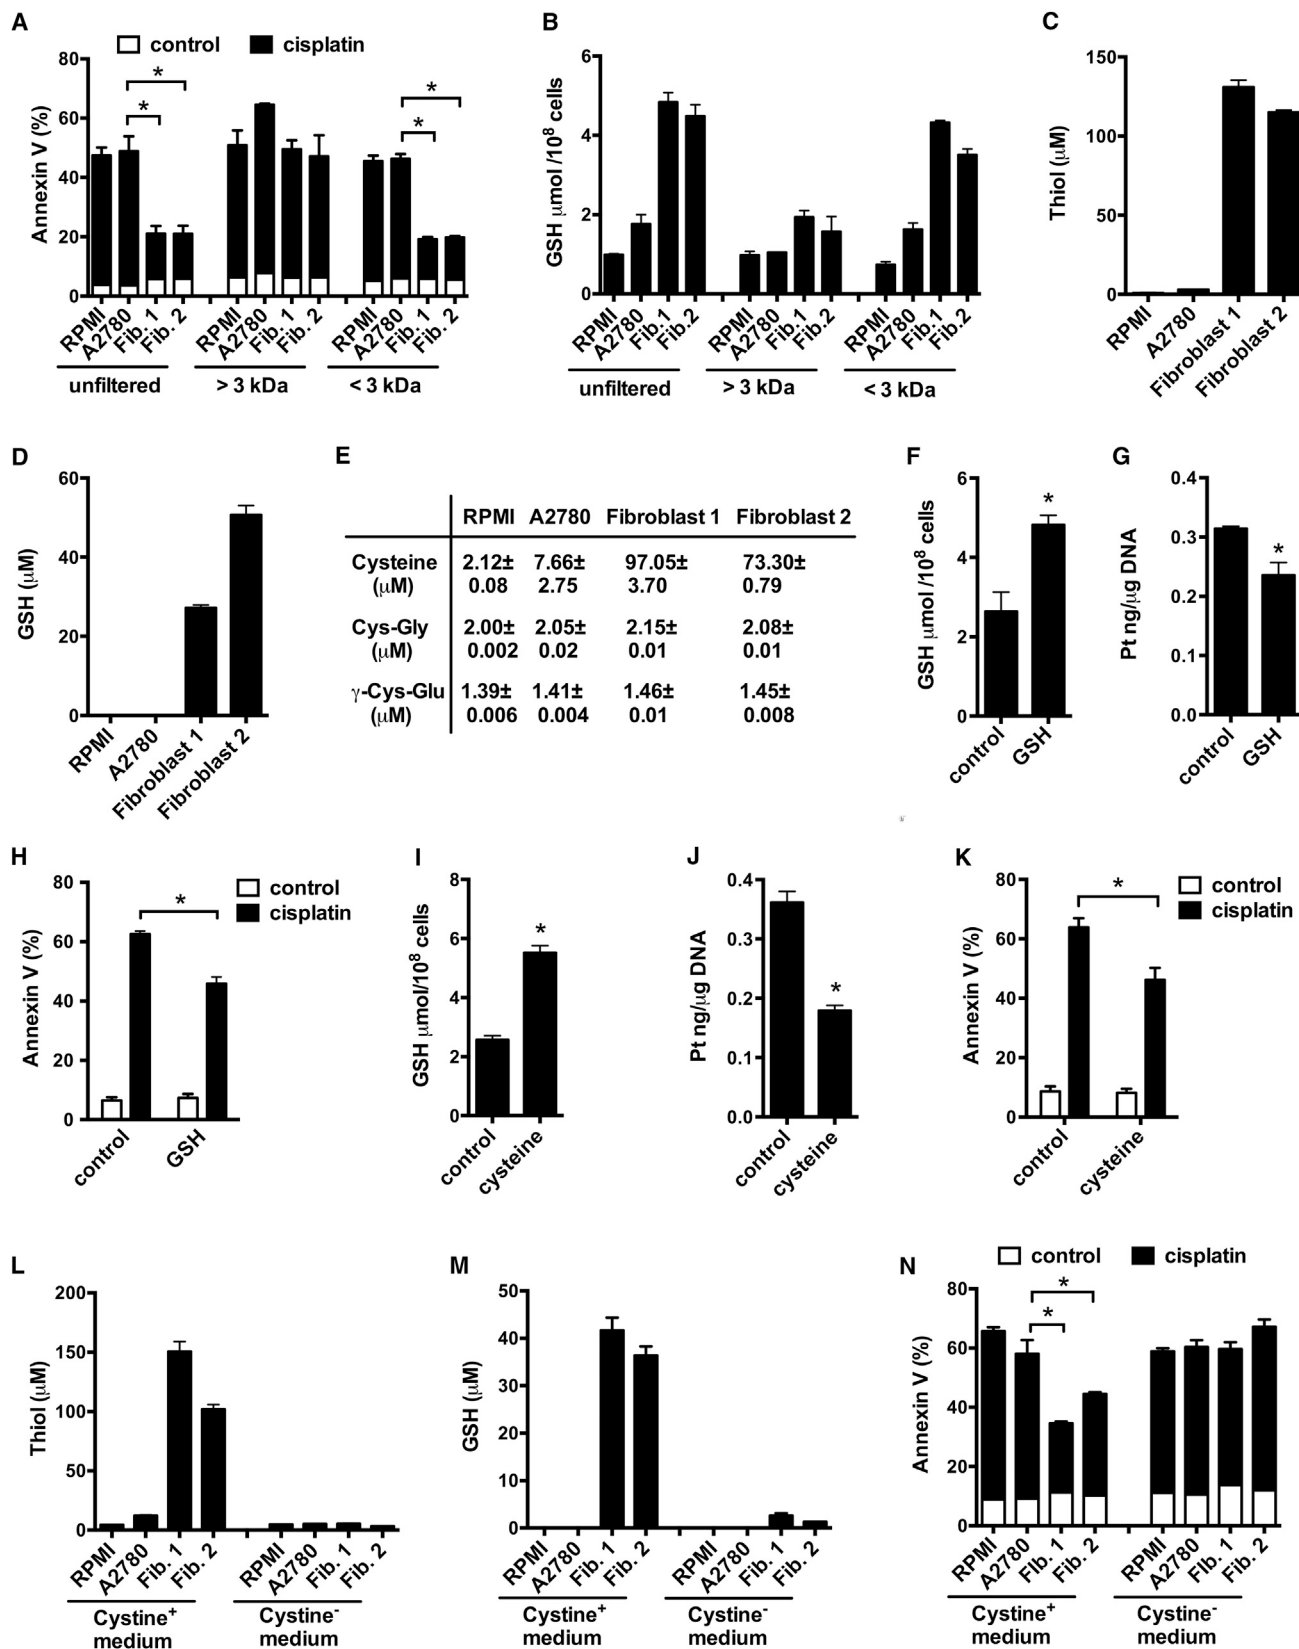 A
control
cisplatin
Annexin V (%)
80
60
40
20
0
* * * *
RPMI A2780 Fib. 1 Fib. 2 RPMI A2780 Fib. 1 Fib. 2 RPMI A2780 Fib. 1 Fib. 2
unfiltered > 3 kDa < 3 kDa
B
GSH μmol /10⁸ cells
6
4
2
0
RPMI A2780 Fib.1 Fib.2 RPMI A2780 Fib.1 Fib.2 RPMI A2780 Fib.1 Fib.2
unfiltered > 3 kDa < 3 kDa
C
Thiol (μM)
150
100
50
0
RPMI A2780 Fibroblast 1 Fibroblast 2
D
GSH (μM)
60
40
20
0
RPMI A2780 Fibroblast 1 Fibroblast 2
E
RPMI A2780 Fibroblast 1 Fibroblast 2
Cysteine 2.12± 7.66± 97.05± 73.30±
(μM) 0.08 2.75 3.70 0.79
Cys-Gly 2.00± 2.05± 2.15± 2.08±
(μM) 0.002 0.02 0.01 0.01
γ-Cys-Glu 1.39± 1.41± 1.46± 1.45±
(μM) 0.006 0.004 0.01 0.008
F
GSH μmol /10⁸ cells
6
4
2
0
*
control GSH
G
Pt ng/μg DNA
0.4
0.3
0.2
0.1
0.0
*
control GSH
H
control
cisplatin
Annexin V (%)
80
60
40
20
0
*
control GSH
I
GSH μmol/10⁸ cells
8
6
4
2
0
*
control cysteine
J
Pt ng/μg DNA
0.4
0.3
0.2
0.1
0.0
*
control cysteine
K
control
cisplatin
Annexin V (%)
80
60
40
20
0
*
control cysteine
L
Thiol (μM)
200
150
100
50
0
RPMI A2780 Fib. 1 Fib. 2 RPMI A2780 Fib. 1 Fib. 2
Cystine⁺ Cystine⁻
medium medium
M
GSH (μM)
50
40
30
20
10
0
RPMI A2780 Fib. 1 Fib. 2 RPMI A2780 Fib. 1 Fib. 2
Cystine⁺ Cystine⁻
medium medium
N
control
cisplatin
Annexin V (%)
80
60
40
20
0
* *
RPMI A2780 Fib. 1 Fib. 2 RPMI A2780 Fib. 1 Fib. 2
Cystine⁺ Cystine⁻
medium medium